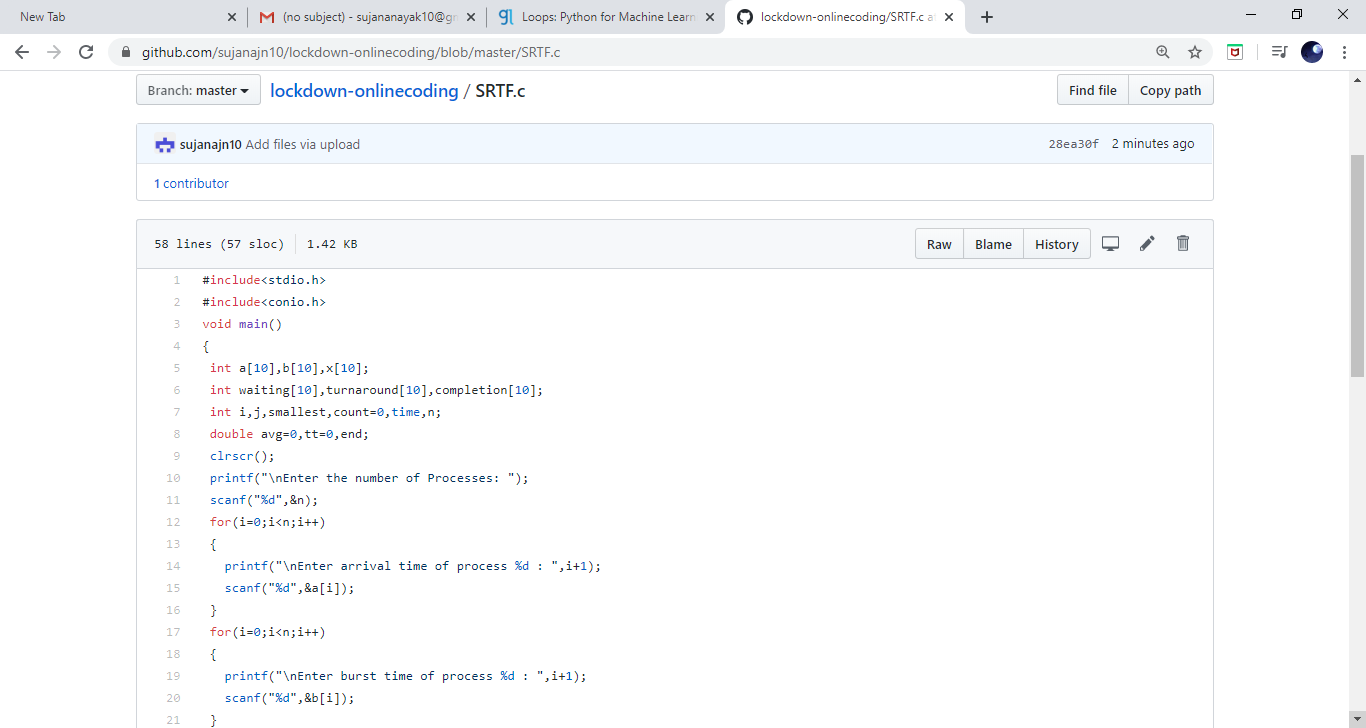 New Tab
(no subject) - sujananayak10@gm
Loops: Python for Machine Learn
lockdown-onlinecoding/SRTF.c at
github.com/sujanajn10/lockdown-onlinecoding/blob/master/SRTF.c
Branch: master
lockdown-onlinecoding / SRTF.c
Find file
Copy path
sujanajn10 Add files via upload
28ea30f 2 minutes ago
1 contributor
58 lines (57 sloc) 1.42 KB
Raw
Blame
History
1 #include<stdio.h>
2 #include<conio.h>
3 void main()
4 {
5 int a[10],b[10],x[10];
6 int waiting[10],turnaround[10],completion[10];
7 int i,j,smallest,count=0,time,n;
8 double avg=0,tt=0,end;
9 clrscr();
10 printf("\nEnter the number of Processes: ");
11 scanf("%d",&n);
12 for(i=0;i<n;i++)
13 {
14 printf("\nEnter arrival time of process %d : ",i+1);
15 scanf("%d",&a[i]);
16 }
17 for(i=0;i<n;i++)
18 {
19 printf("\nEnter burst time of process %d : ",i+1);
20 scanf("%d",&b[i]);
21 }